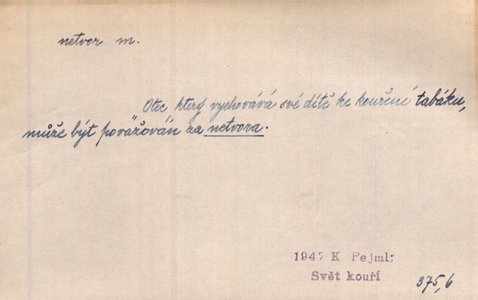 netvor m.
Otec který vychovává své dítě ke kouření tabáku,
může být považován za netvora.
1947 K Pejml:
Svět kouří
375,6